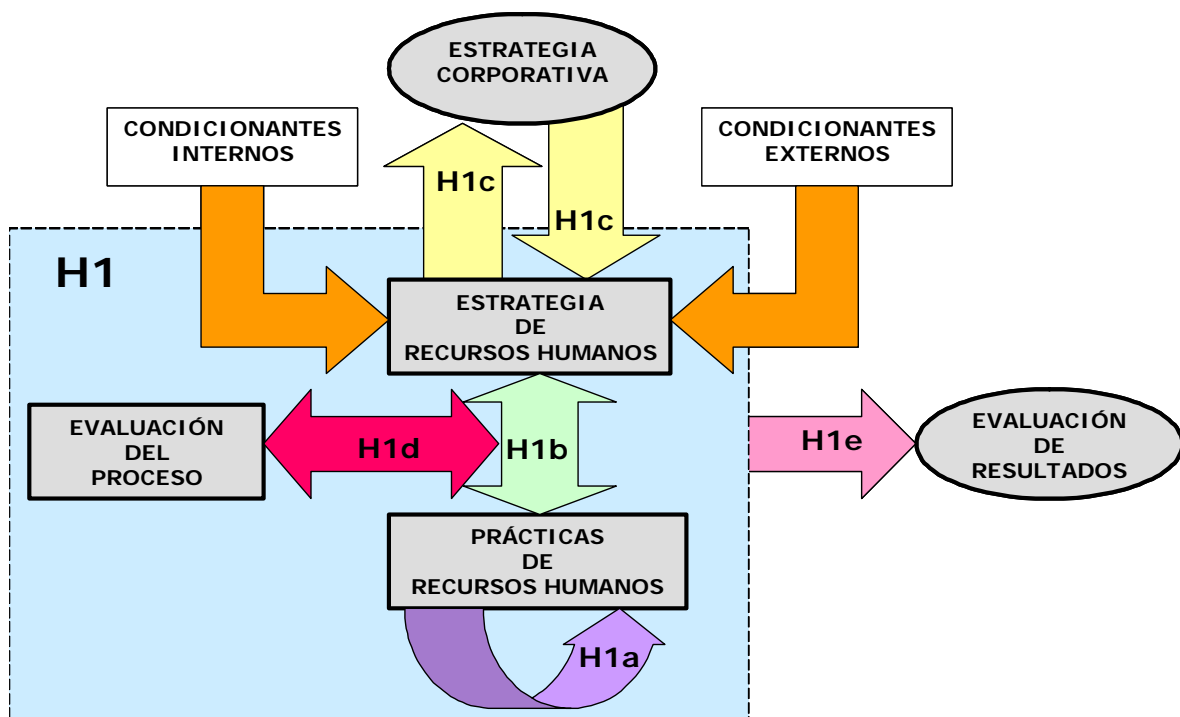 ESTRATEGIA
CORPORATIVA
CONDICIONANTES
INTERNOS
CONDICIONANTES
EXTERNOS
H1c
H1c
H1
ESTRATEGIA
DE
RECURSOS HUMANOS
EVALUACIÓN
DEL
PROCESO
H1d
H1b
H1e
EVALUACIÓN
DE
RESULTADOS
PRÁCTICAS
DE
RECURSOS HUMANOS
H1a